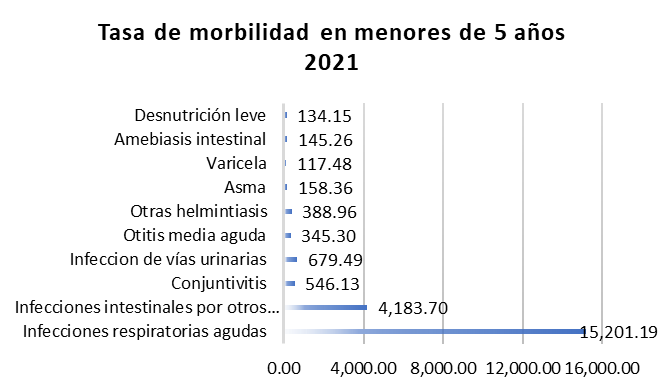 Tasa de morbilidad en menores de 5 años
2021
Desnutrición leve 134.15
Amebiasis intestinal 145.26
Varicela 117.48
Asma 158.36
Otras helmintiasis 388.96
Otitis media aguda 345.30
Infeccion de vías urinarias 679.49
Conjuntivitis 546.13
Infecciones intestinales por otros... 4,183.70
Infecciones respiratorias agudas 15,201.19
0.00 4,000.00 8,000.00 12,000.00 16,000.00